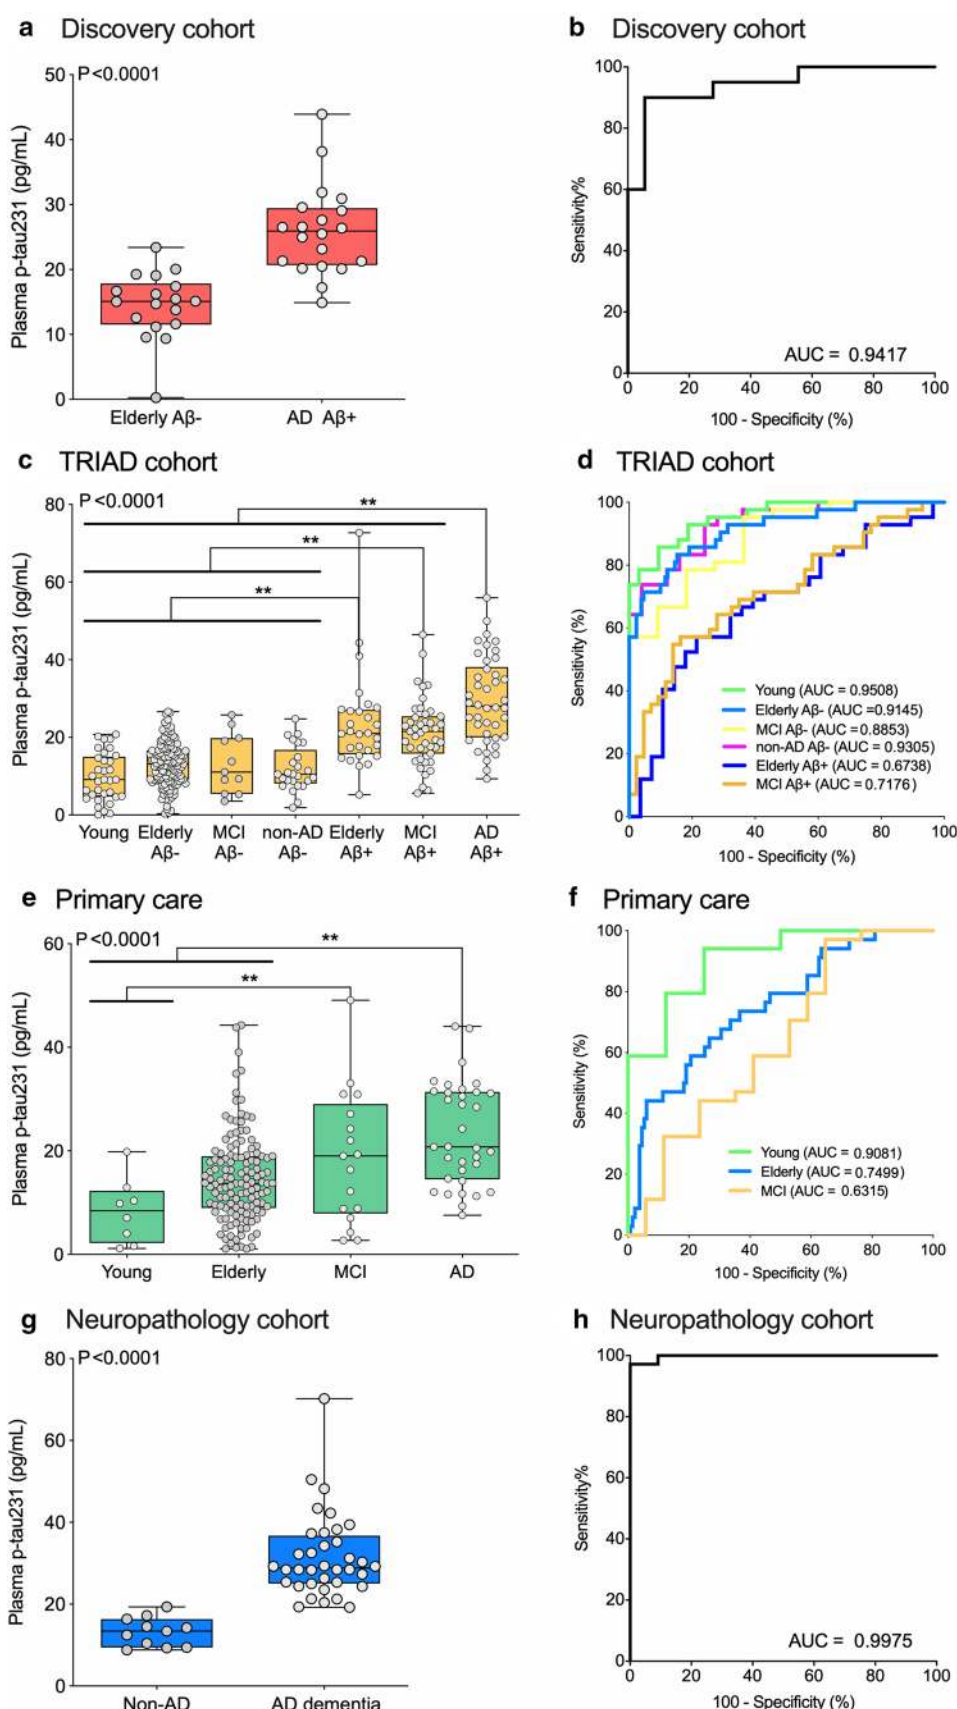 a Discovery cohort
P<0.0001
50
40
30
20
10
0
Plasma p-tau231 (pg/mL)
Elderly Aβ-
AD Aβ+
b Discovery cohort
100
80
60
40
20
0
Sensitivity%
AUC = 0.9417
0 20 40 60 80 100
100 - Specificity (%)
c TRIAD cohort
P<0.0001
80
60
40
20
0
Plasma p-tau231 (pg/mL)
**
**
**
Young Elderly MCI non-AD Elderly MCI AD
Aβ- Aβ- Aβ- Aβ+ Aβ+ Aβ+
d TRIAD cohort
100
80
60
40
20
0
Sensitivity (%)
Young (AUC = 0.9508)
Elderly Aβ- (AUC =0.9145)
MCI Aβ- (AUC =0.8853)
non-AD Aβ- (AUC = 0.9305)
Elderly Aβ+ (AUC = 0.6738)
MCI Aβ+ (AUC = 0.7176)
0 20 40 60 80 100
100 - Specificity (%)
e Primary care
P<0.0001
60
40
20
0
Plasma p-tau231 (pg/mL)
**
**
Young Elderly MCI AD
f Primary care
100
80
60
40
20
0
Sensitivity (%)
Young (AUC = 0.9081)
Elderly (AUC = 0.7499)
MCI (AUC = 0.6315)
0 20 40 60 80 100
100 - Specificity (%)
g Neuropathology cohort
P<0.0001
80
60
40
20
0
Plasma p-tau231 (pg/mL)
Non-AD AD dementia
h Neuropathology cohort
100
80
60
40
20
0
Sensitivity%
AUC = 0.9975
0 20 40 60 80 100
100 - Specificity (%)